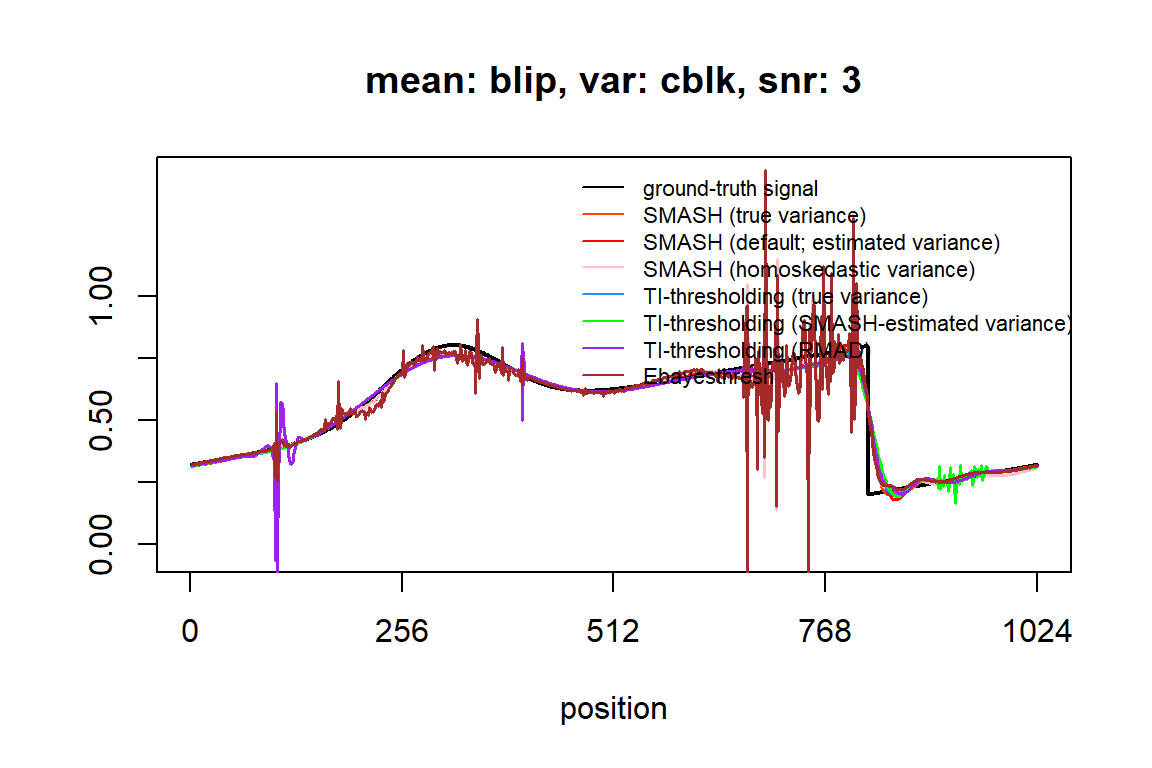 mean: blip, var: cblk, snr: 3
ground-truth signal
SMASH (true variance)
SMASH (default; estimated variance)
SMASH (homoskedastic variance)
TI-thresholding (true variance)
TI-thresholding (SMASH-estimated variance)
TI-thresholding (RMAD)
Ebayesthresh
1.00
0.50
0.00
0 256 512 768 1024
position